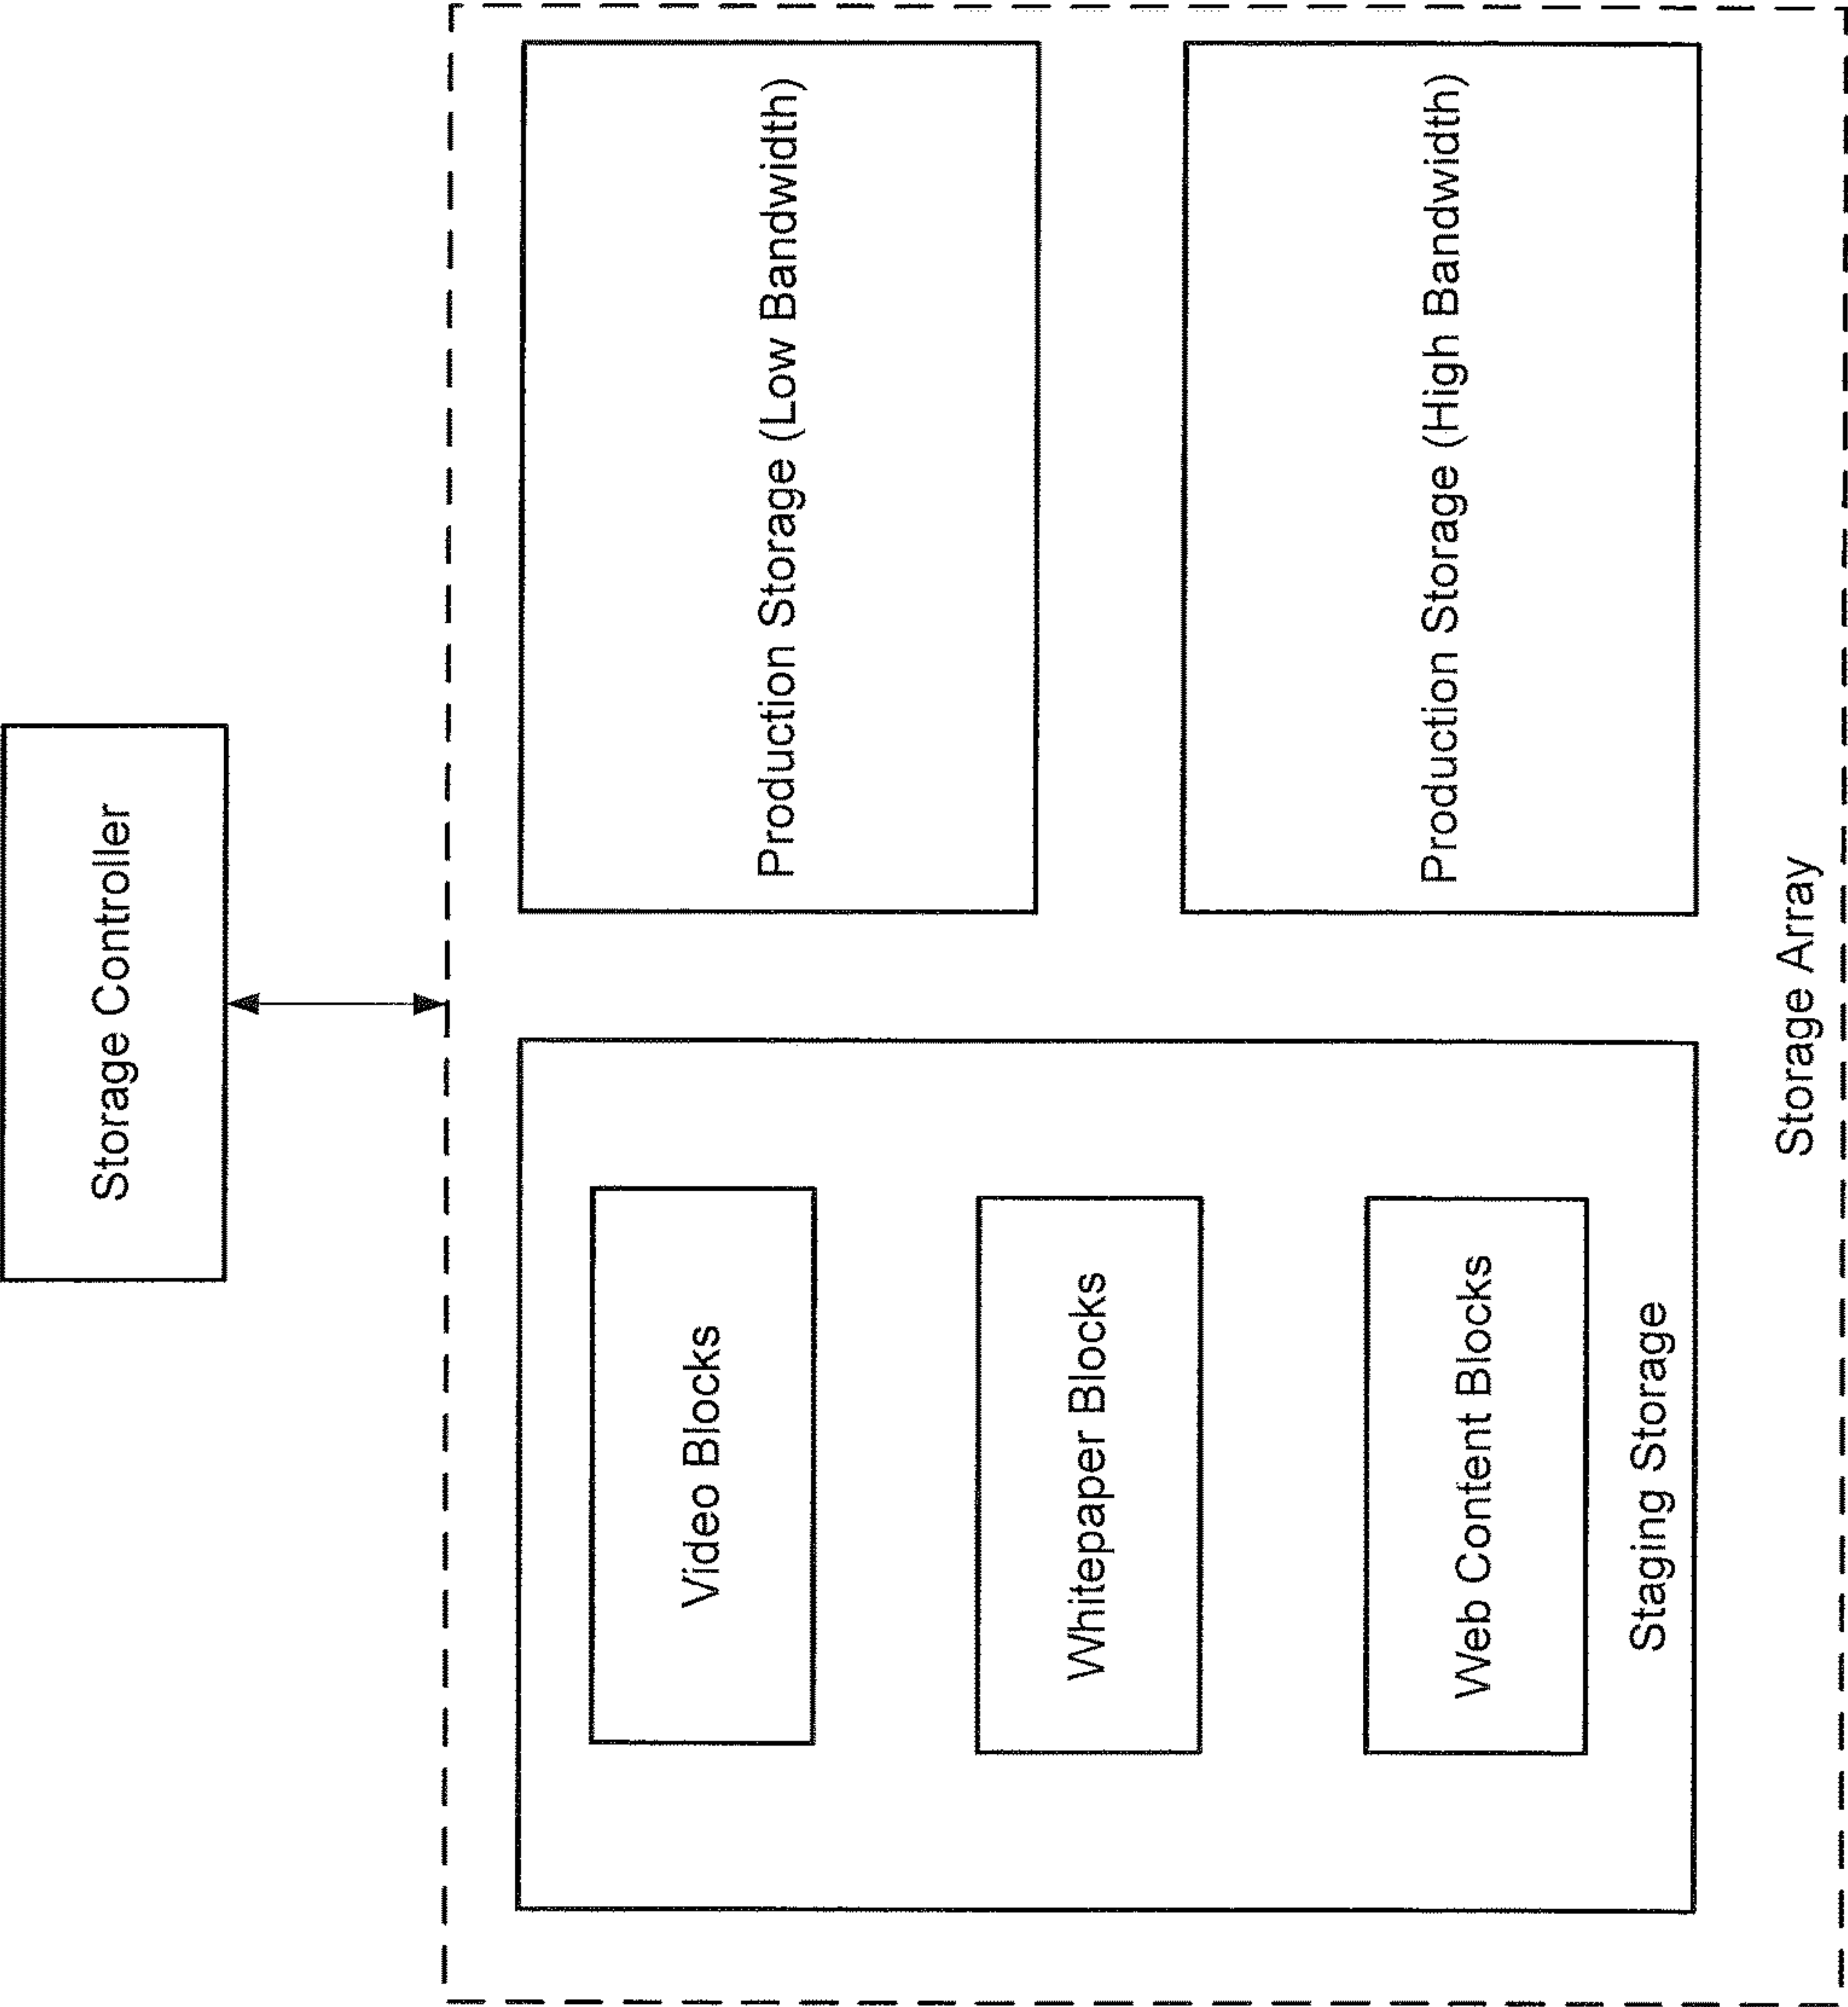 Storage Controller
Video Blocks
Whitepaper Blocks
Web Content Blocks
Staging Storage
Production Storage (Low Bandwidth)
Production Storage (High Bandwidth)
Storage Array